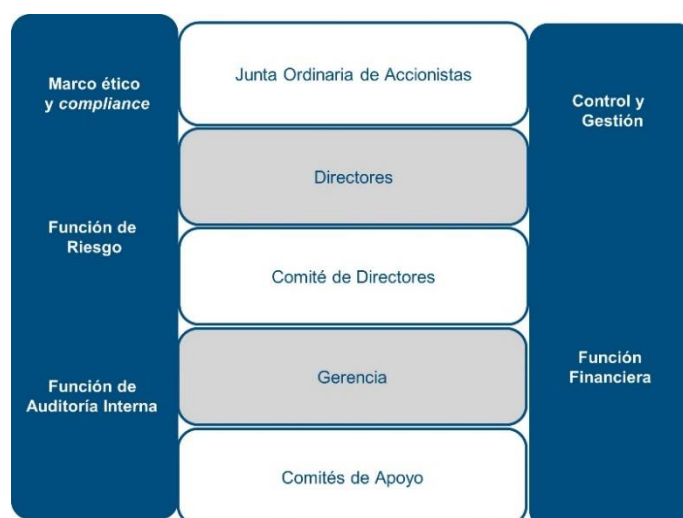 Marco ético
y compliance
Función de
Riesgo
Función de
Auditoría Interna
Junta Ordinaria de Accionistas
Directores
Comité de Directores
Gerencia
Comités de Apoyo
Control y
Gestión
Función
Financiera